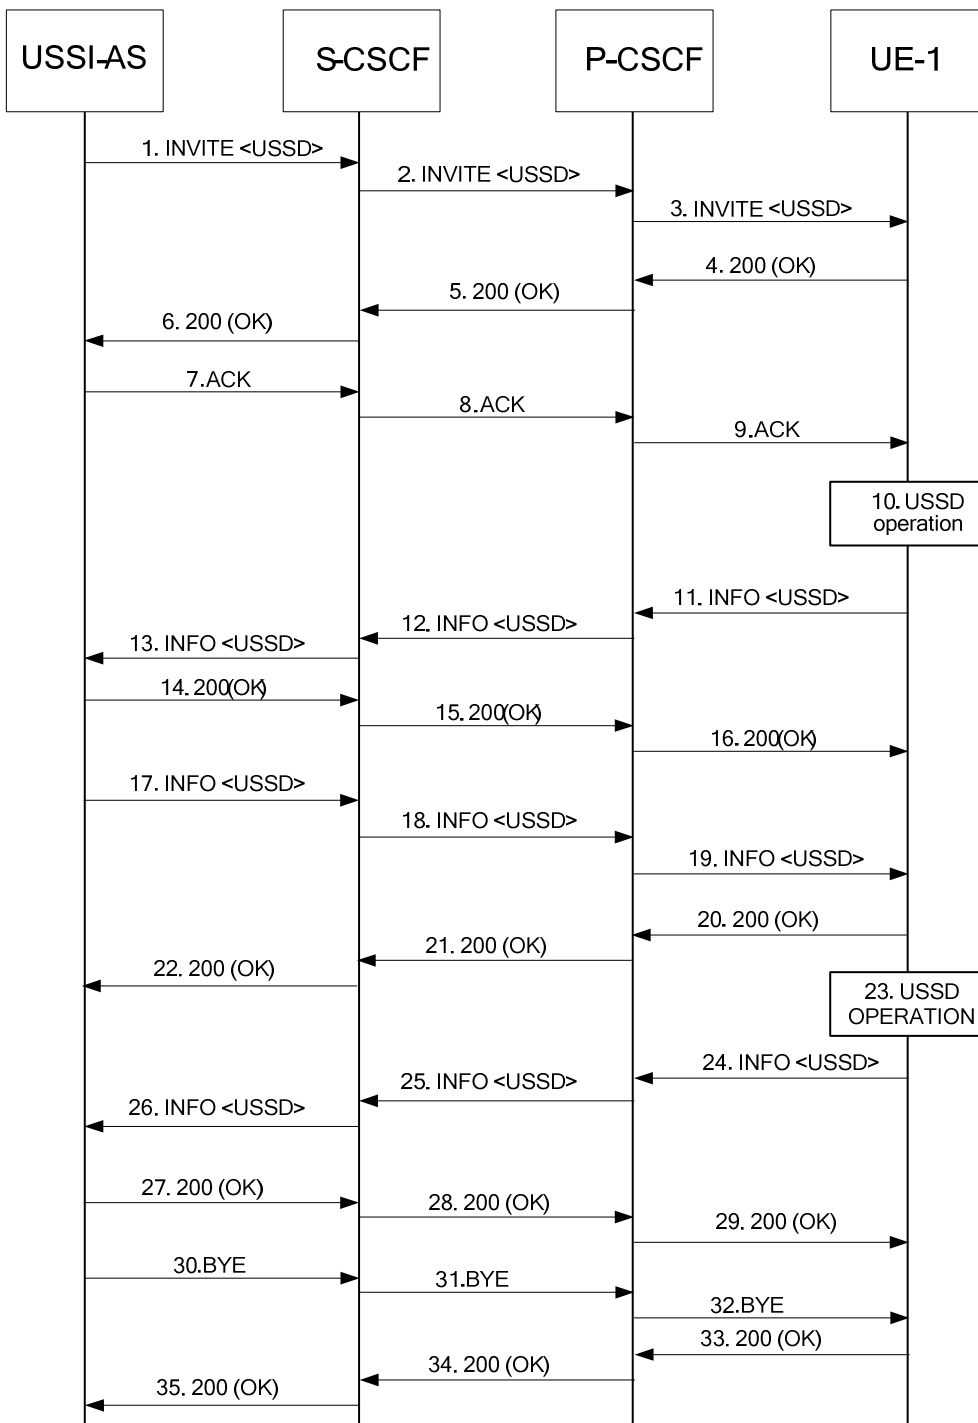 USSI-AS
S-CSCF
P-CSCF
UE-1
1. INVITE <USSD>
2. INVITE <USSD>
3. INVITE <USSD>
4. 200 (OK)
5. 200 (OK)
6. 200 (OK)
7.ACK
8.ACK
9.ACK
10. USSD
operation
11. INFO <USSD>
12. INFO <USSD>
13. INFO <USSD>
14. 200(OK)
15. 200(OK)
16. 200(OK)
17. INFO <USSD>
18. INFO <USSD>
19. INFO <USSD>
20. 200 (OK)
21. 200 (OK)
22. 200 (OK)
23. USSD
OPERATION
24. INFO <USSD>
25. INFO <USSD>
26. INFO <USSD>
27. 200 (OK)
28. 200 (OK)
29. 200 (OK)
30.BYE
31.BYE
32.BYE
33. 200 (OK)
34. 200 (OK)
35. 200 (OK)